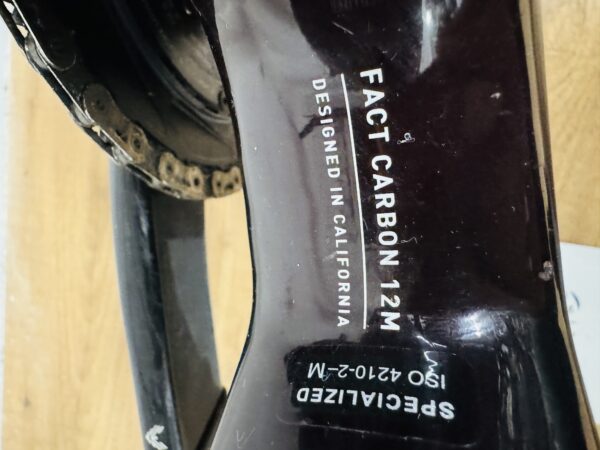 FACT CARBON 12M
DESIGNED IN CALIFORNIA
SPECIALIZED
ISO 4210-2-M